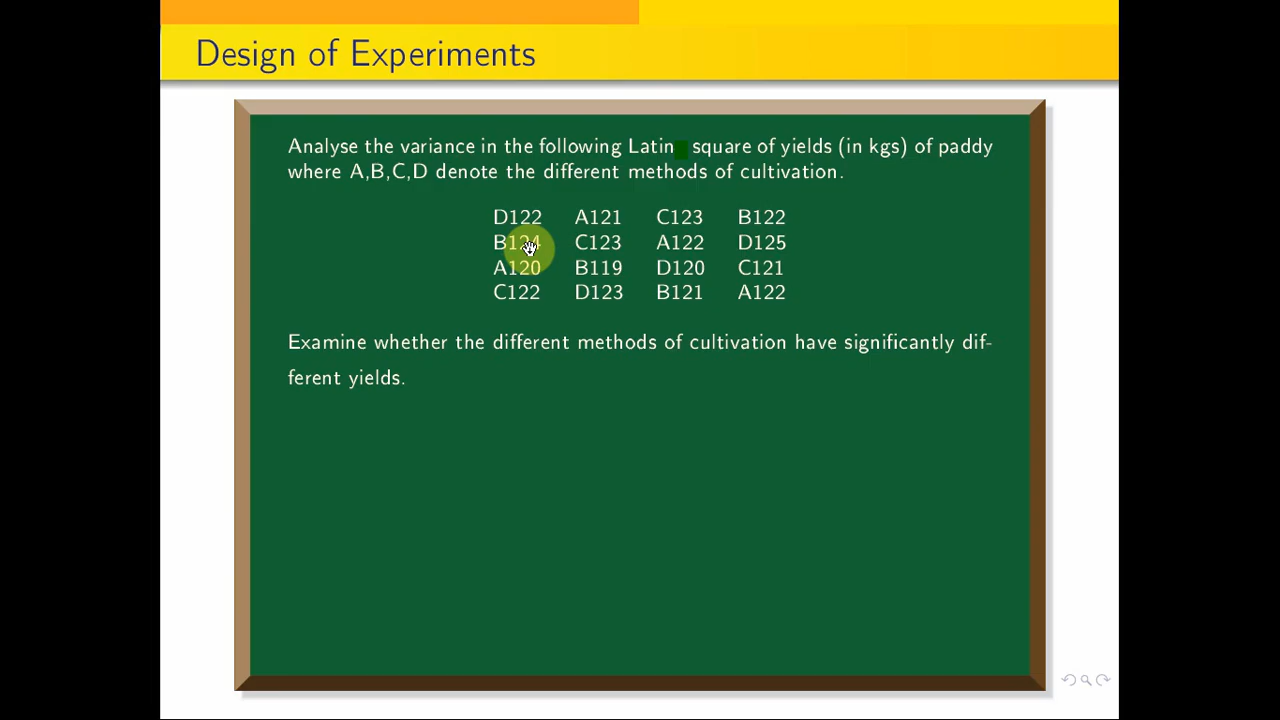 Design of Experiments
Analyse the variance in the following Latin square of yields (in kgs) of paddy
where A,B,C,D denote the different methods of cultivation.
D122 A121 C123 B122
B124 C123 A122 D125
A120 B119 D120 C121
C122 D123 B121 A122
Examine whether the different methods of cultivation have significantly dif-
ferent yields.